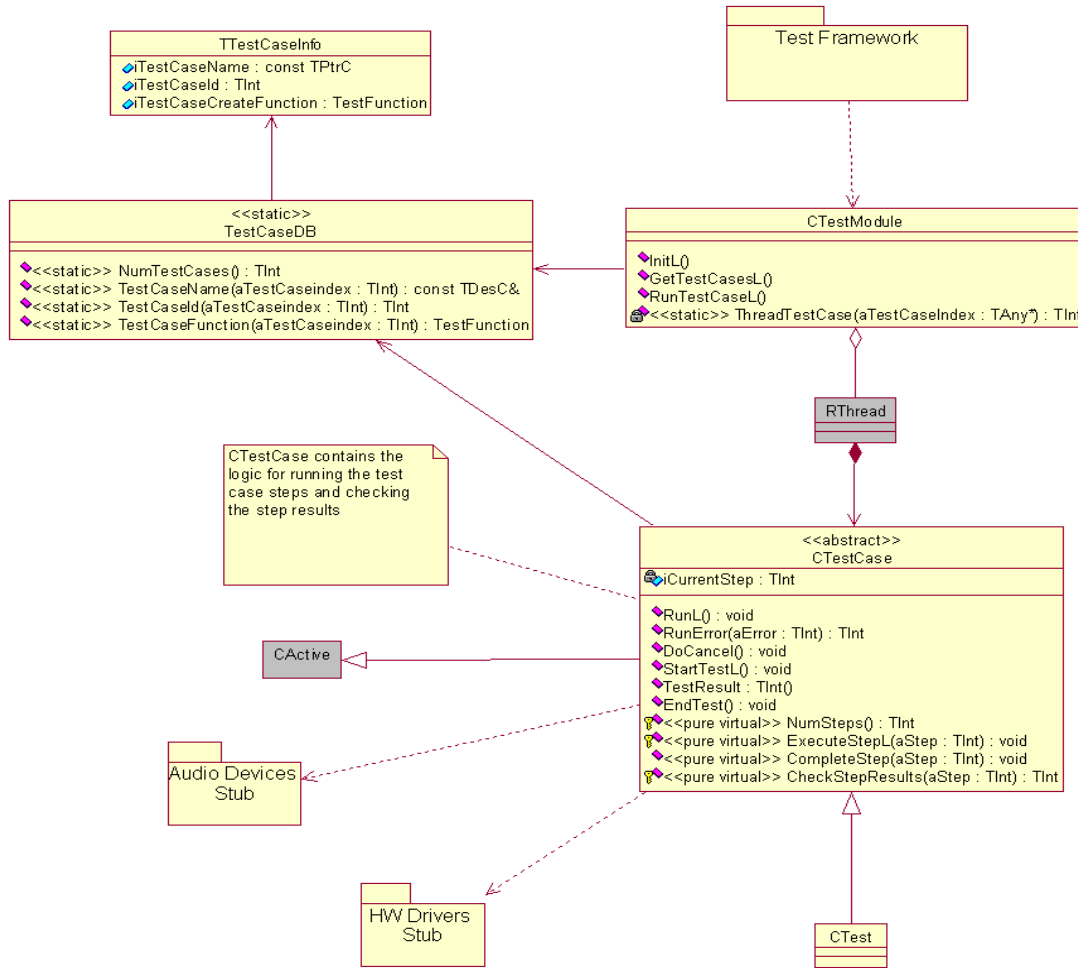 Test Framework
TTestCaseInfo
iTestCaseName : const TPtrC
iTestCaseId : TInt
iTestCaseCreateFunction : TestFunction
<<static>>
TestCaseDB
<<static>> NumTestCases() : TInt
<<static>> TestCaseName(aTestCaseindex : TInt) : const TDesC&
<<static>> TestCaseId(aTestCaseindex : TInt) : TInt
<<static>> TestCaseFunction(aTestCaseindex : TInt) : TestFunction
CTestModule
InitL()
GetTestCasesL()
RunTestCaseL()
<<static>> ThreadTestCase(aTestCaseIndex : TAny*) : TInt
RThread
CTestCase contains the
logic for running the test
case steps and checking
the step results
<<abstract>>
CTestCase
iCurrentStep : TInt
RunL() : void
RunError(aError : TInt) : TInt
DoCancel() : void
StartTestL() : void
TestResult : TInt()
EndTest() : void
<<pure virtual>> NumSteps() : TInt
<<pure virtual>> ExecuteStepL(aStep : TInt) : void
<<pure virtual>> CompleteStep(aStep : TInt) : void
<<pure virtual>> CheckStepResults(aStep : TInt) : TInt
CActive
Audio Devices
Stub
HW Drivers
Stub
CTest